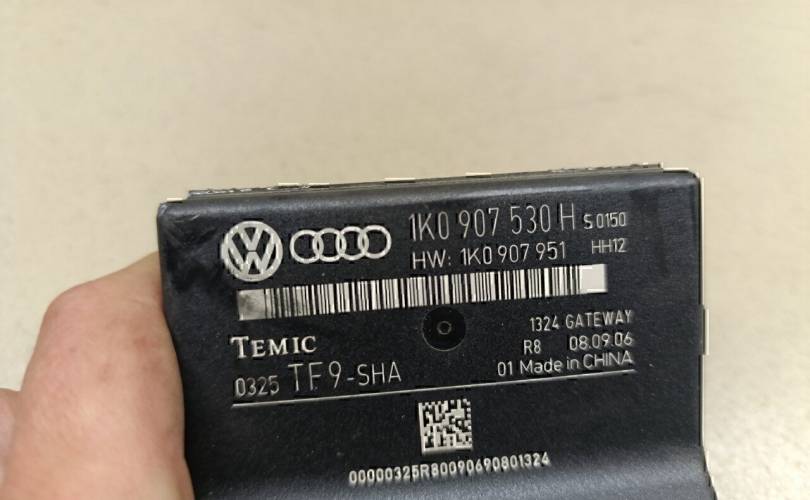 1K0 907 530 H S0150
HW: 1K0 907 951 HH12
TEMIC
1324 GATEWAY
R8 08.09.06
0325 TF9-SHA
01 Made in CHINA
00000325R80090690801324